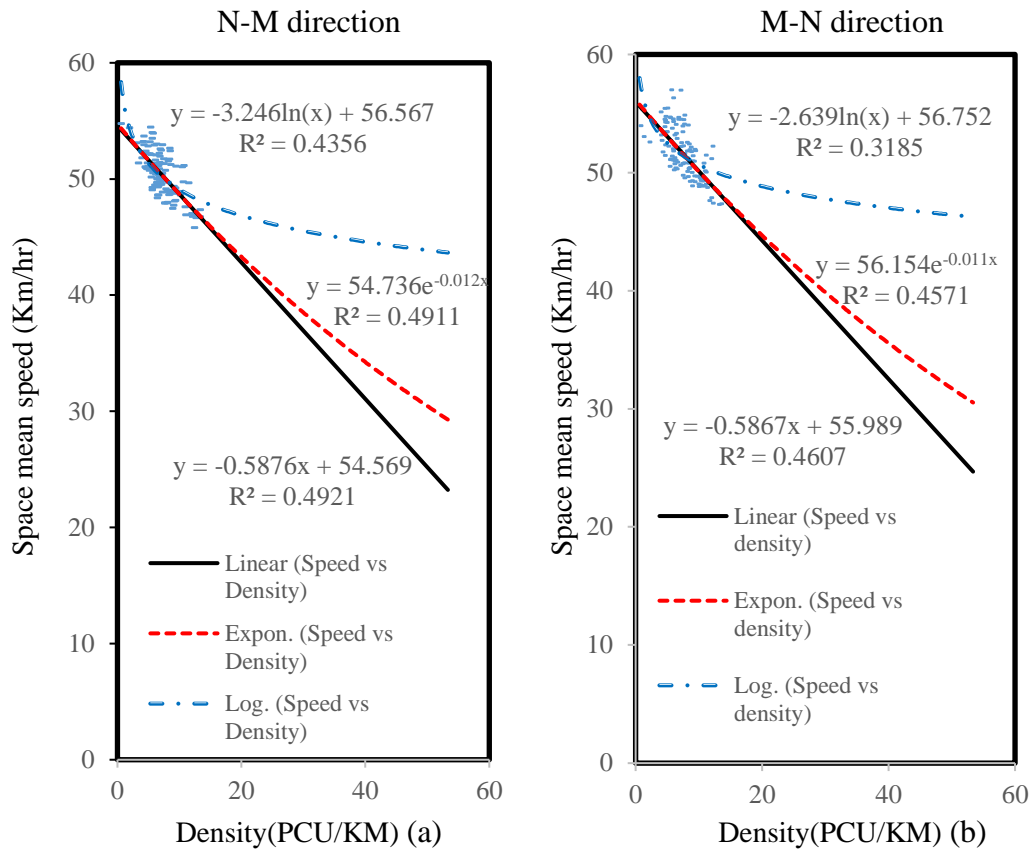 N-M direction
60
50
40
30
20
10
0
Space mean speed (Km/hr)
y = -3.246ln(x) + 56.567
R² = 0.4356
y = 54.736e-0.012x
R² = 0.4911
y = -0.5876x + 54.569
R² = 0.4921
Linear (Speed vs
Density)
Expon. (Speed vs
Density)
Log. (Speed vs
Density)
0 20 40 60
Density(PCU/KM) (a)
M-N direction
60
50
40
30
20
10
0
Space mean speed (Km/hr)
y = -2.639ln(x) + 56.752
R² = 0.3185
y = 56.154e-0.011x
R² = 0.4571
y = -0.5867x + 55.989
R² = 0.4607
Linear (Speed vs
density)
Expon. (Speed vs
density)
Log. (Speed vs
density)
0 20 40 60
Density(PCU/KM) (b)